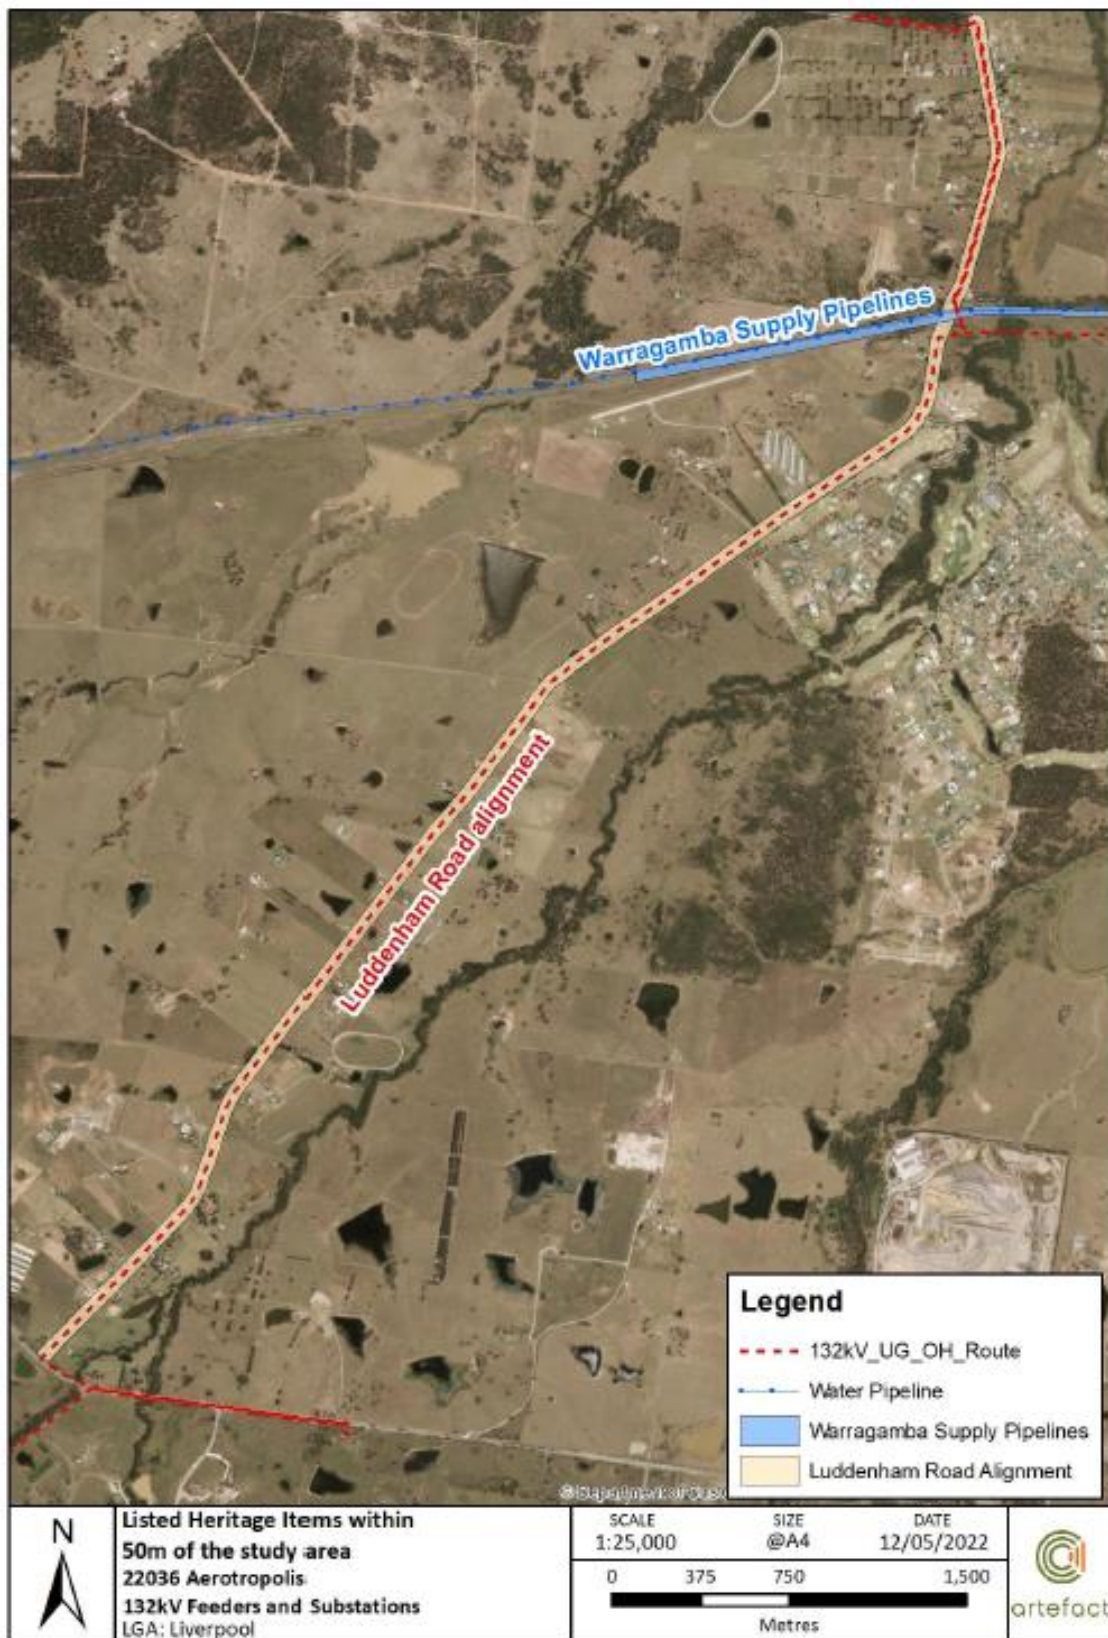 Warragamba Supply Pipelines
Luddenham Road alignment
Legend
132kV_UG_OH_Route
Water Pipeline
Warragamba Supply Pipelines
Luddenham Road Alignment
N
Listed Heritage Items within
50m of the study area
22036 Aerotropolis
132kV Feeders and Substations
LGA: Liverpool
SCALE
1:25,000
SIZE
@A4
DATE
12/05/2022
0 375 750 1,500
Metres
artefact